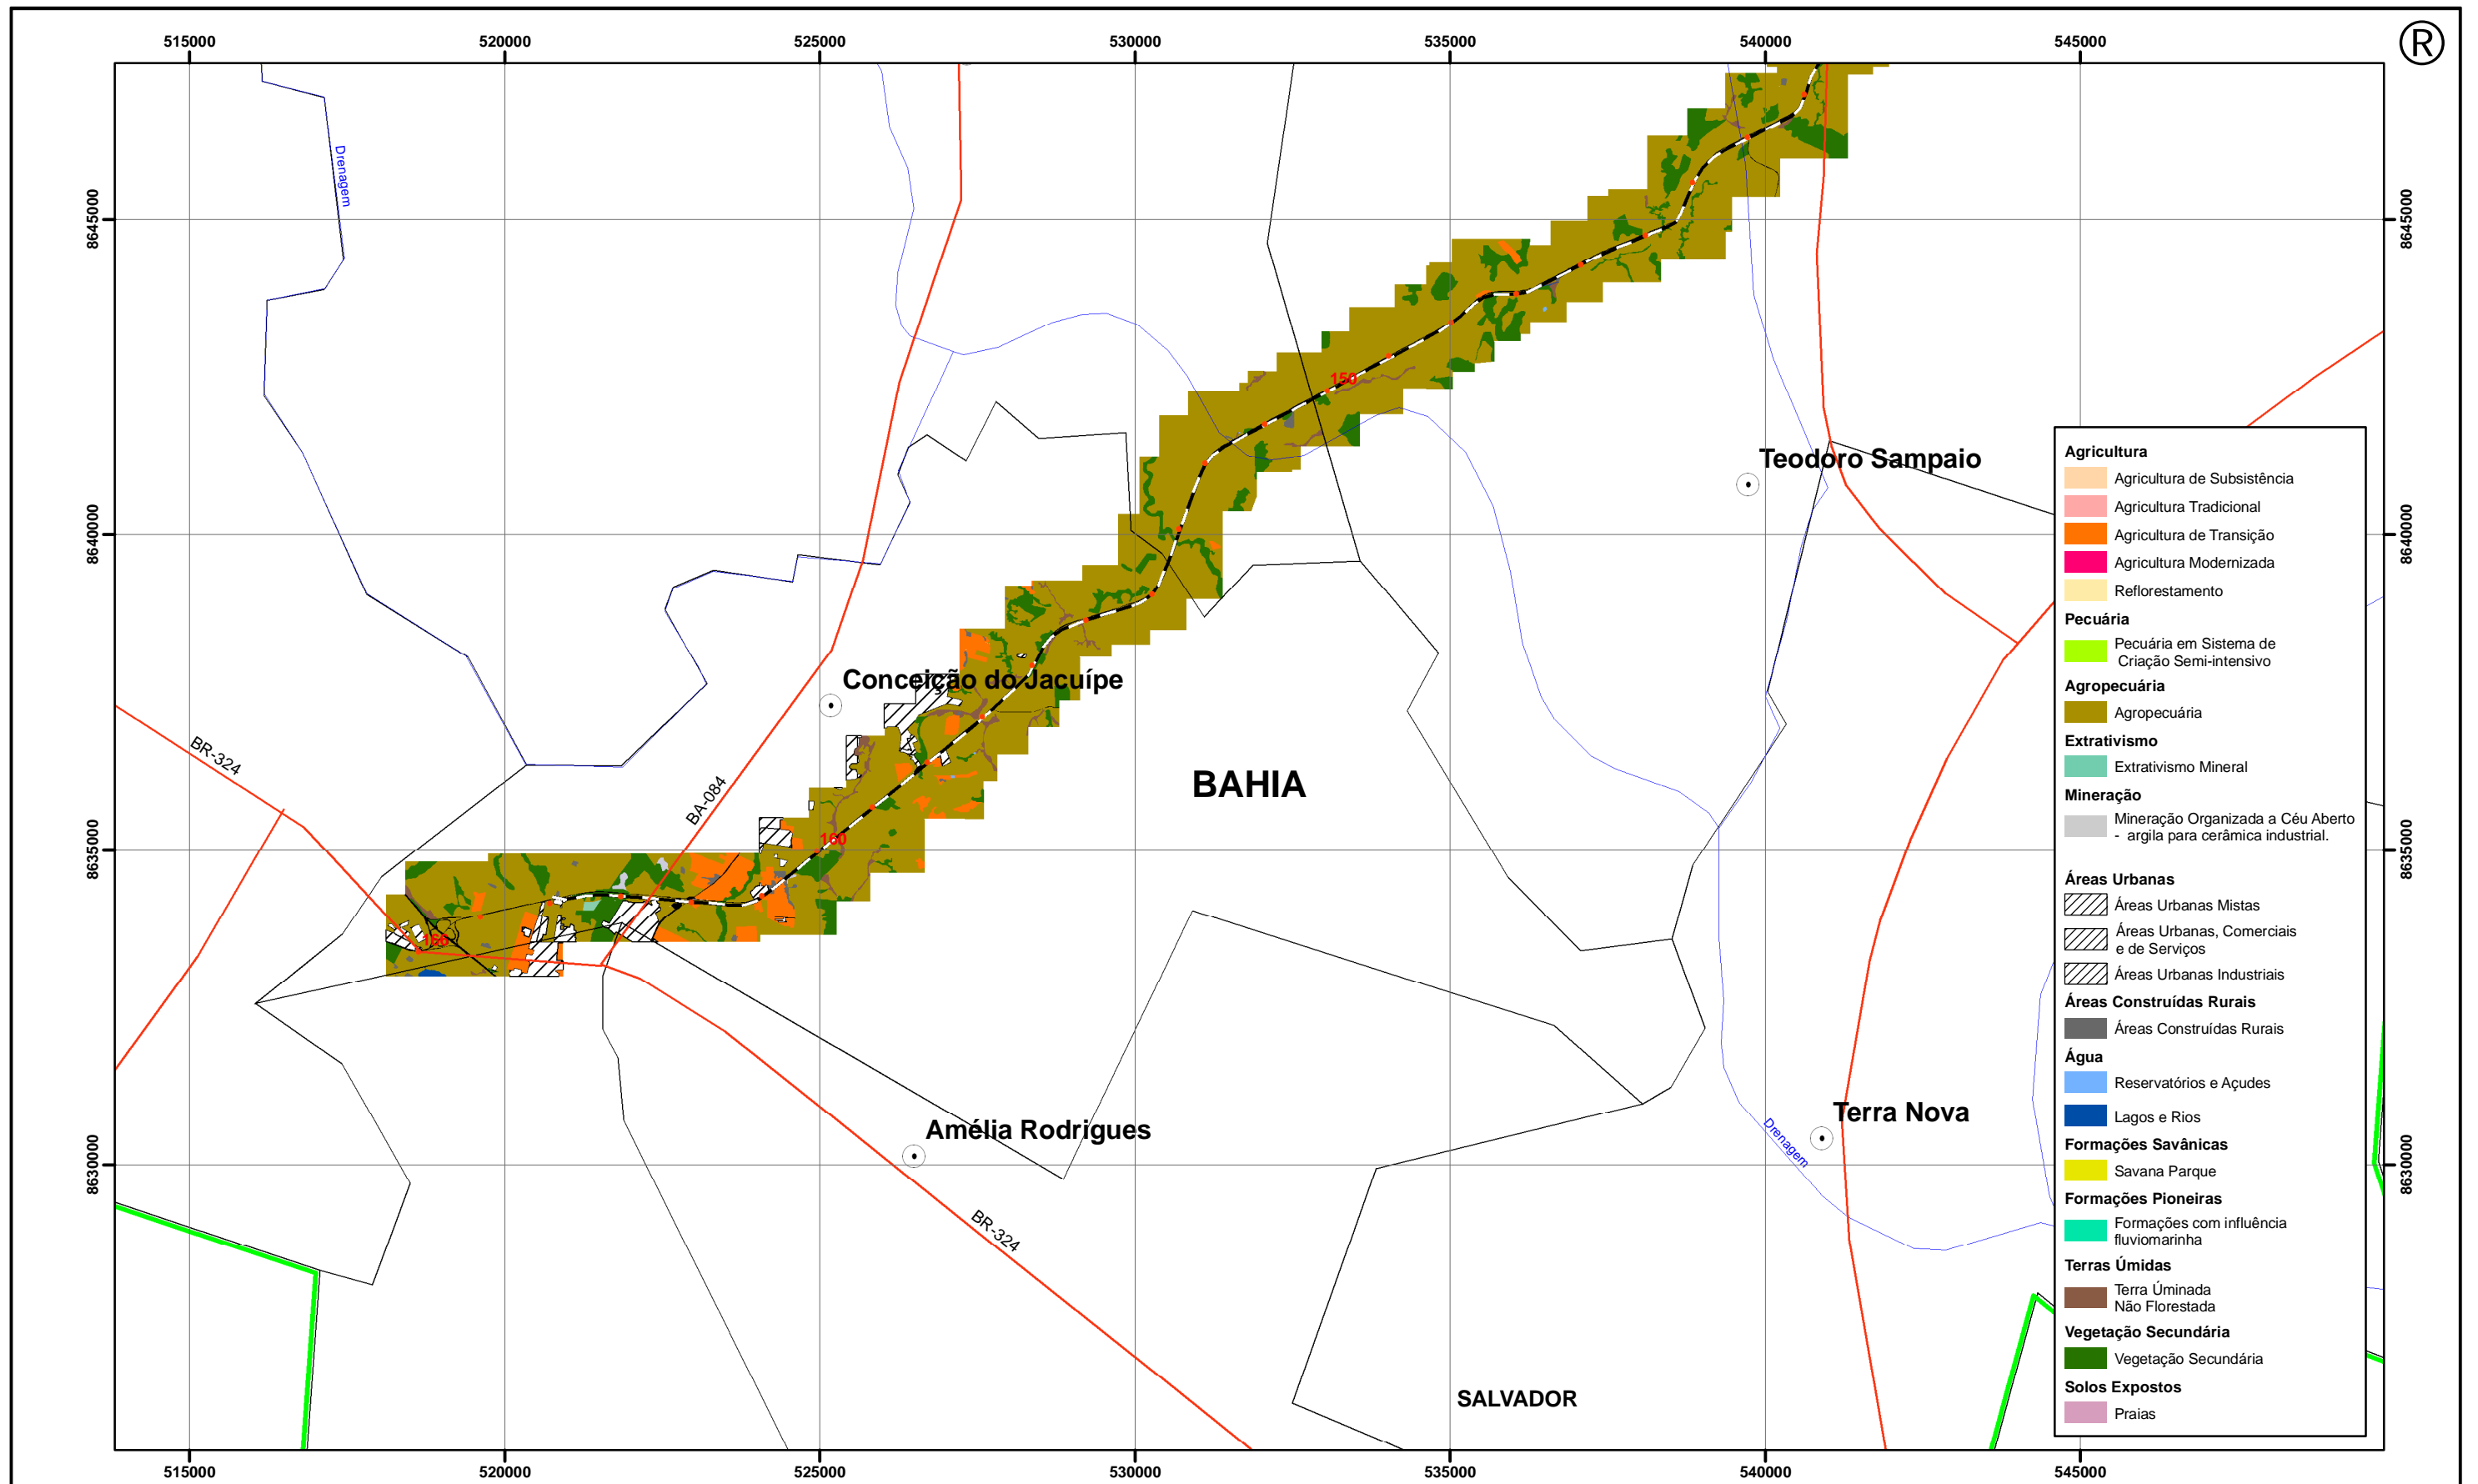 ®
515000 520000 525000 530000 535000 540000 545000
8645000
8645000
Drenagem
150
Teodoro Sampaio
8640000
8640000
Conceição do Jacuípe
BR-324
BA-084
BAHIA
160
8635000
8635000
166
Amélia Rodrigues
Terra Nova
Drenagem
8630000
8630000
BR-324
SALVADOR
Agricultura
Agricultura de Subsistência
Agricultura Tradicional
Agricultura de Transição
Agricultura Modernizada
Reflorestamento
Pecuária
Pecuária em Sistema de
Criação Semi-intensivo
Agropecuária
Agropecuária
Extrativismo
Extrativismo Mineral
Mineração
Mineração Organizada a Céu Aberto
- argila para cerâmica industrial.
Áreas Urbanas
Áreas Urbanas Mistas
Áreas Urbanas, Comerciais
e de Serviços
Áreas Urbanas Industriais
Áreas Construídas Rurais
Áreas Construídas Rurais
Água
Reservatórios e Açudes
Lagos e Rios
Formações Savânicas
Savana Parque
Formações Pioneiras
Formações com influência
fluviomarinha
Terras Úmidas
Terra Úminada
Não Florestada
Vegetação Secundária
Vegetação Secundária
Solos Expostos
Praias
515000 520000 525000 530000 535000 540000 545000